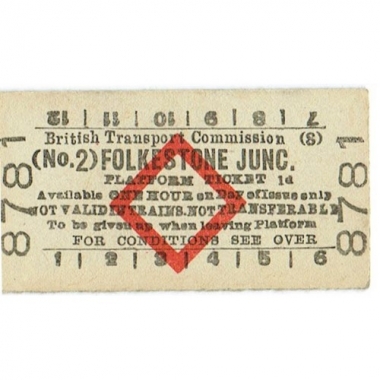 7 | 8 | 9 | 10 | 11 | 12
British Transport Commission (S)
(No.2) FOLKESTONE JUNC.
PLATFORM TICKET 1d
Available ONE HOUR on Day of Issue only
NOT VALID IN TRAINS. NOT TRANSFERABLE
To be given up when leaving Platform
FOR CONDITIONS SEE OVER
1 | 2 | 3 | 4 | 5 | 6
8781
8781